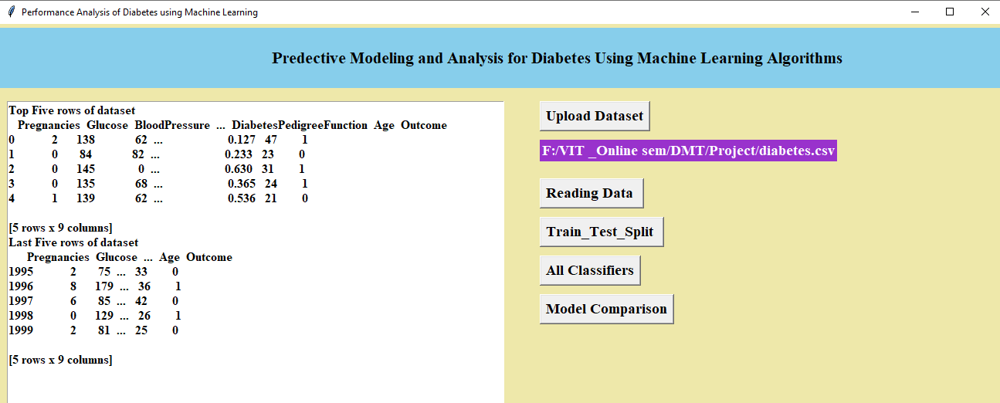 Performance Analysis of Diabetes using Machine Learning
Predective Modeling and Analysis for Diabetes Using Machine Learning Algorithms
Top Five rows of dataset
Pregnancies Glucose BloodPressure ... DiabetesPedigreeFunction Age Outcome
0 2 138 62 ... 0.127 47 1
1 0 84 82 ... 0.233 23 0
2 0 145 0 ... 0.630 31 1
3 0 135 68 ... 0.365 24 1
4 1 139 62 ... 0.536 21 0
[5 rows x 9 columns]
Last Five rows of dataset
Pregnancies Glucose ... Age Outcome
1995 2 75 ... 33 0
1996 8 179 ... 36 1
1997 6 85 ... 42 0
1998 0 129 ... 26 1
1999 2 81 ... 25 0
[5 rows x 9 columns]
Upload Dataset
F:/VIT _Online sem/DMT/Project/diabetes.csv
Reading Data
Train_Test_Split
All Classifiers
Model Comparison